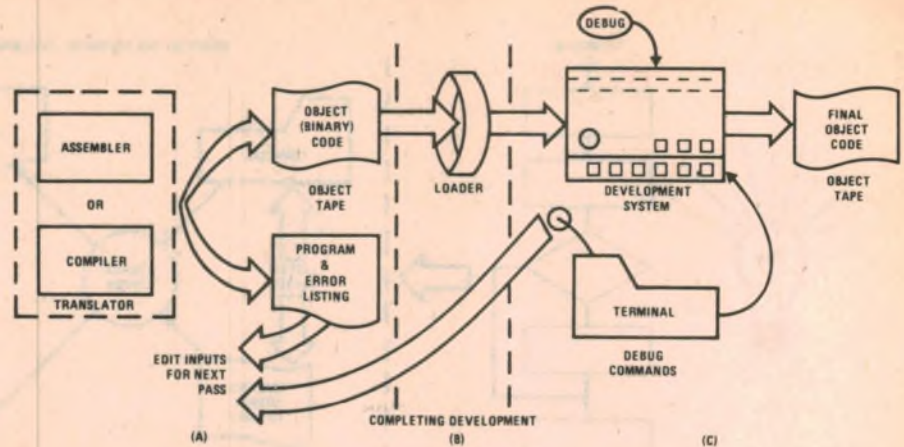 DEBUG
ASSEMBLER
OR
COMPILER
TRANSLATOR
OBJECT
(BINARY)
CODE
OBJECT
TAPE
PROGRAM
&
ERROR
LISTING
EDIT INPUTS
FOR NEXT
PASS
LOADER
DEVELOPMENT
SYSTEM
FINAL
OBJECT
CODE
OBJECT
TAPE
TERMINAL
DEBUG
COMMANDS
COMPLETING DEVELOPMENT
(A)
(B)
(C)